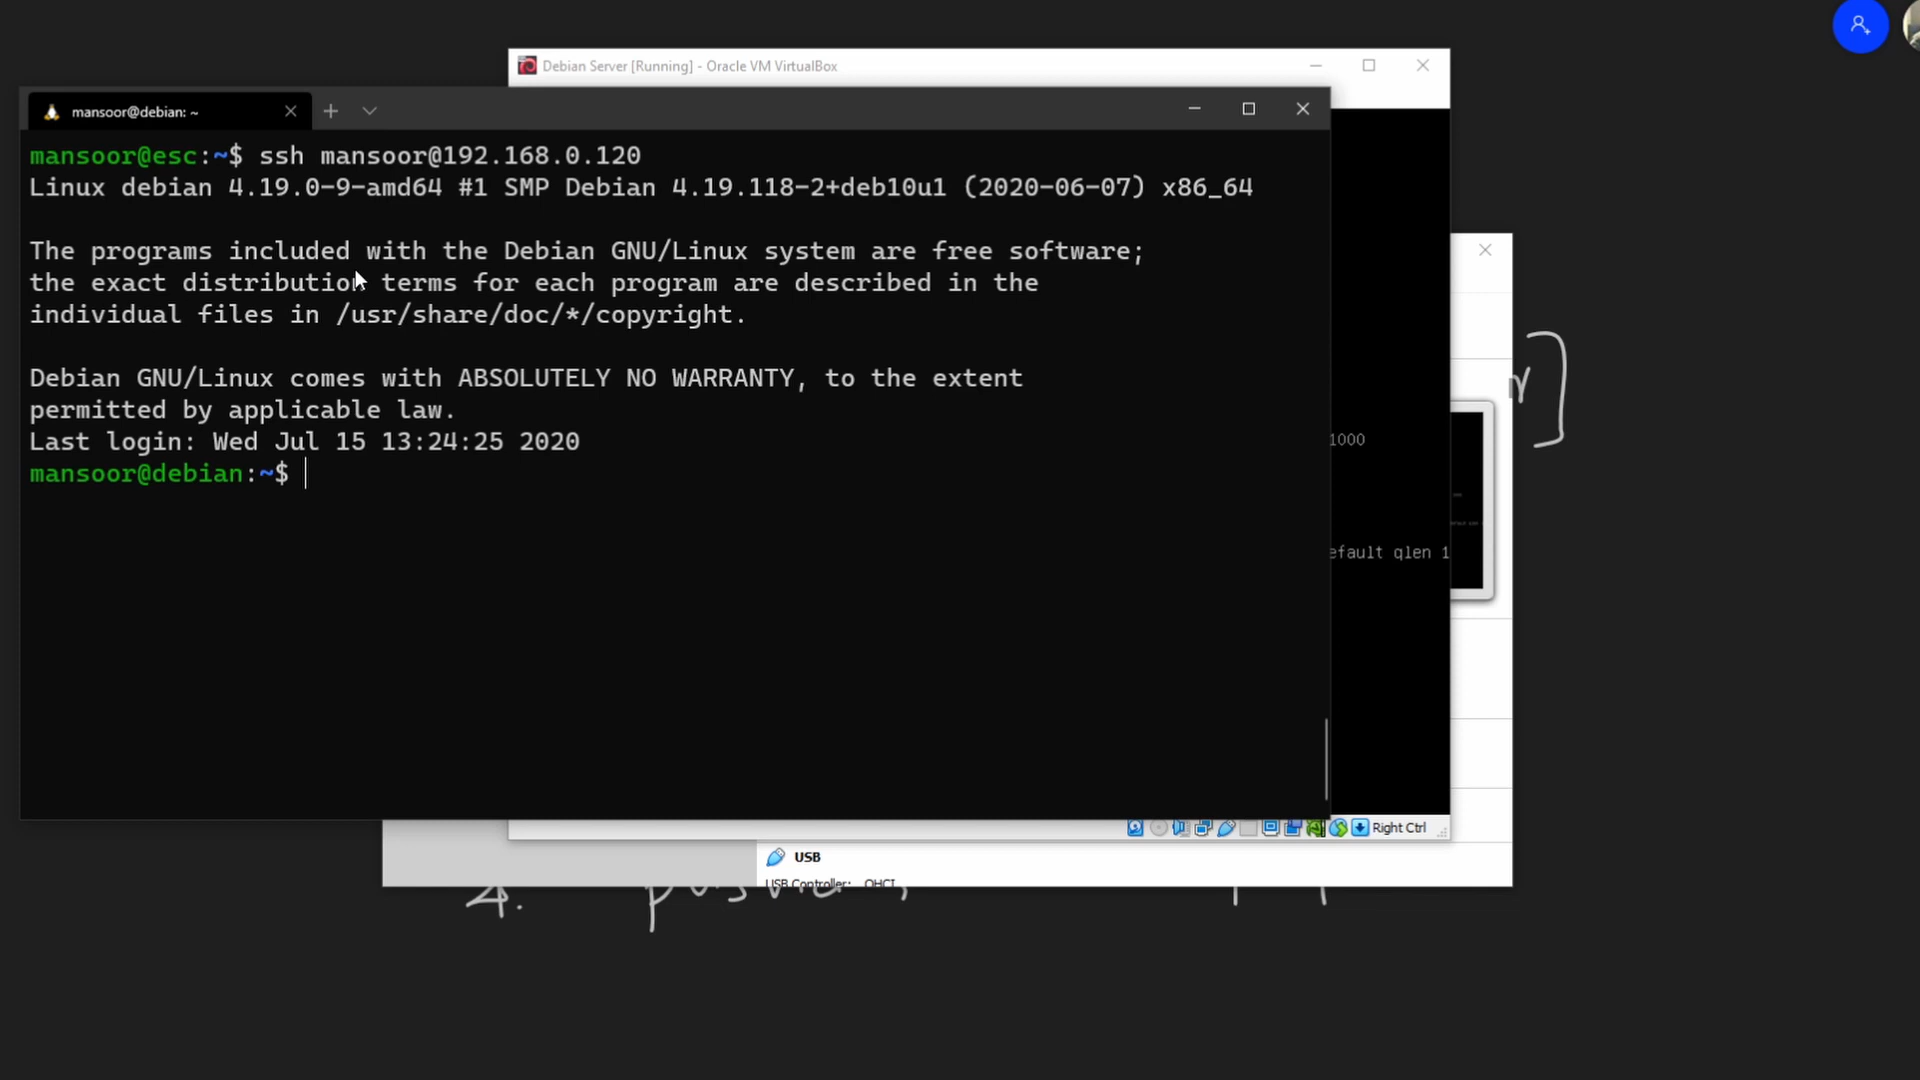 Debian Server [Running] - Oracle VM VirtualBox
mansoor@debian: ~
mansoor@esc:~$ ssh mansoor@192.168.0.120
Linux debian 4.19.0-9-amd64 #1 SMP Debian 4.19.118-2+deb10u1 (2020-06-07) x86_64
The programs included with the Debian GNU/Linux system are free software;
the exact distribution terms for each program are described in the
individual files in /usr/share/doc/*/copyright.
Debian GNU/Linux comes with ABSOLUTELY NO WARRANTY, to the extent
permitted by applicable law.
Last login: Wed Jul 15 13:24:25 2020
mansoor@debian:~$
1000
efault qlen 1
Right Ctrl
USB
USB Controller: OHCI
4.